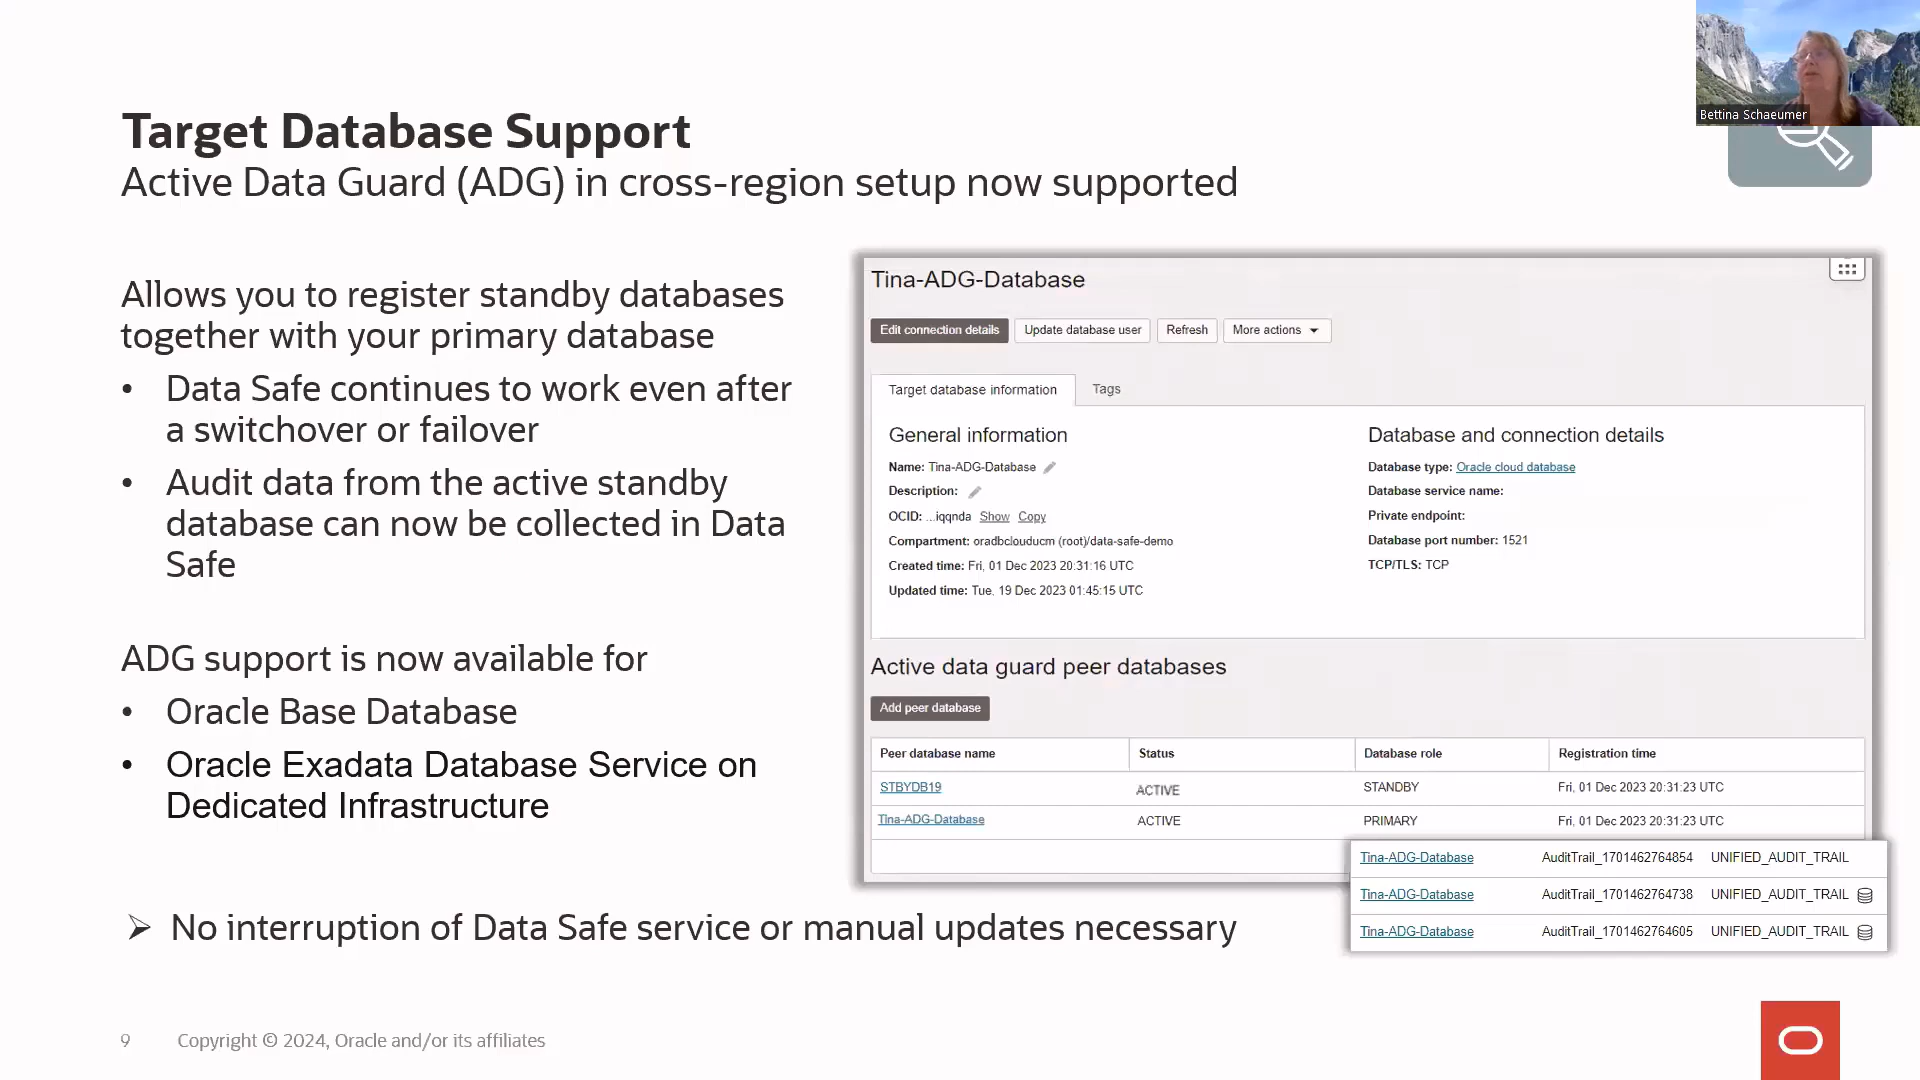 Bettina Schaeumer
Target Database Support
Active Data Guard (ADG) in cross-region setup now supported
Allows you to register standby databases
together with your primary database
• Data Safe continues to work even after
a switchover or failover
• Audit data from the active standby
database can now be collected in Data
Safe
ADG support is now available for
• Oracle Base Database
• Oracle Exadata Database Service on
Dedicated Infrastructure
➢ No interruption of Data Safe service or manual updates necessary
Tina-ADG-Database
Edit connection details Update database user Refresh More actions
Target database information Tags
General information
Name: Tina-ADG-Database
Description:
OCID: ...iqqnda Show Copy
Compartment: oradbclouducm (root)/data-safe-demo
Created time: Fri, 01 Dec 2023 20:31:16 UTC
Updated time: Tue, 19 Dec 2023 01:45:15 UTC
Database and connection details
Database type: Oracle cloud database
Database service name:
Private endpoint:
Database port number: 1521
TCP/TLS: TCP
Active data guard peer databases
Add peer database
Peer database name Status Database role Registration time
STBYDB19 ACTIVE STANDBY Fri, 01 Dec 2023 20:31:23 UTC
Tina-ADG-Database ACTIVE PRIMARY Fri, 01 Dec 2023 20:31:23 UTC
Tina-ADG-Database AuditTrail_1701462764854 UNIFIED_AUDIT_TRAIL
Tina-ADG-Database AuditTrail_1701462764738 UNIFIED_AUDIT_TRAIL
Tina-ADG-Database AuditTrail_1701462764605 UNIFIED_AUDIT_TRAIL
9 Copyright © 2024, Oracle and/or its affiliates